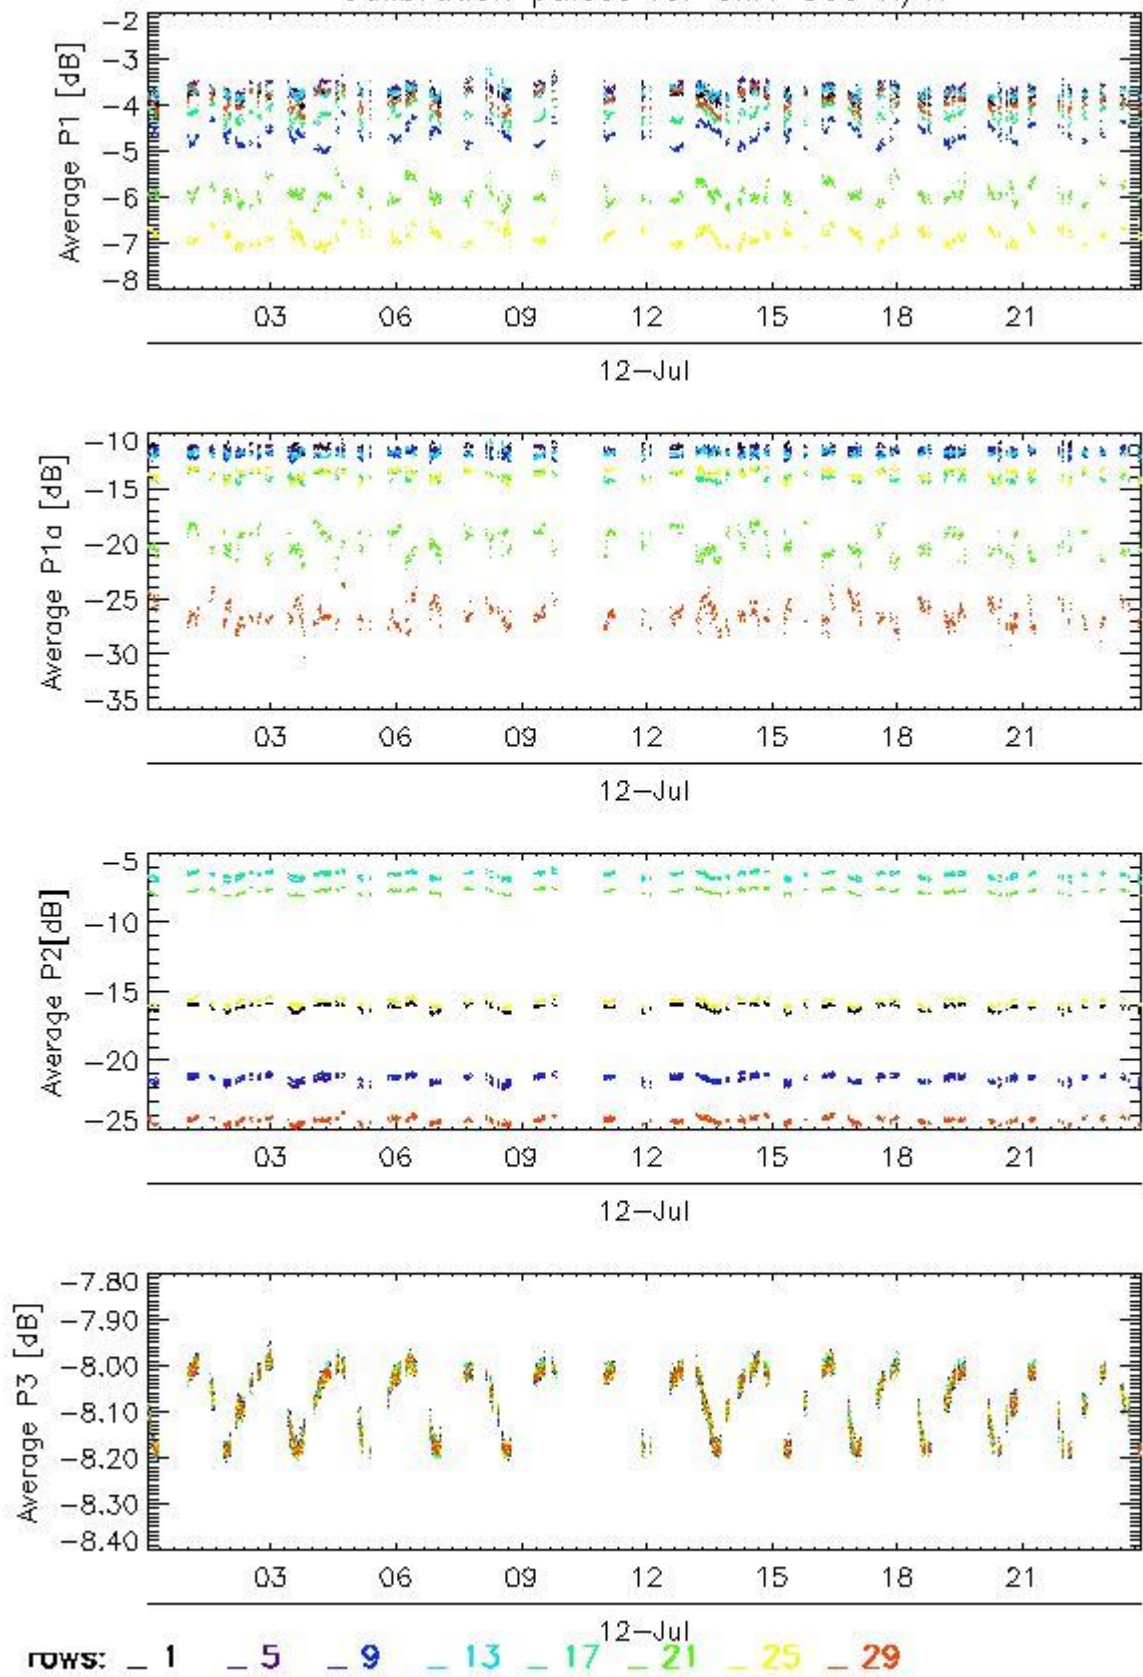 Average P1 [dB]
−2
−3
−4
−5
−6
−7
−8
03 06 09 12 15 18 21
12−Jul
Average P1a [dB]
−10
−15
−20
−25
−30
−35
03 06 09 12 15 18 21
12−Jul
Average P2[dB]
−5
−10
−15
−20
−25
03 06 09 12 15 18 21
12−Jul
Average P3 [dB]
−7.80
−7.90
−8.00
−8.10
−8.20
−8.30
−8.40
03 06 09 12 15 18 21
12−Jul
rows: _ 1 _ 5 _ 9 _ 13 _ 17 _ 21 _ 25 _ 29